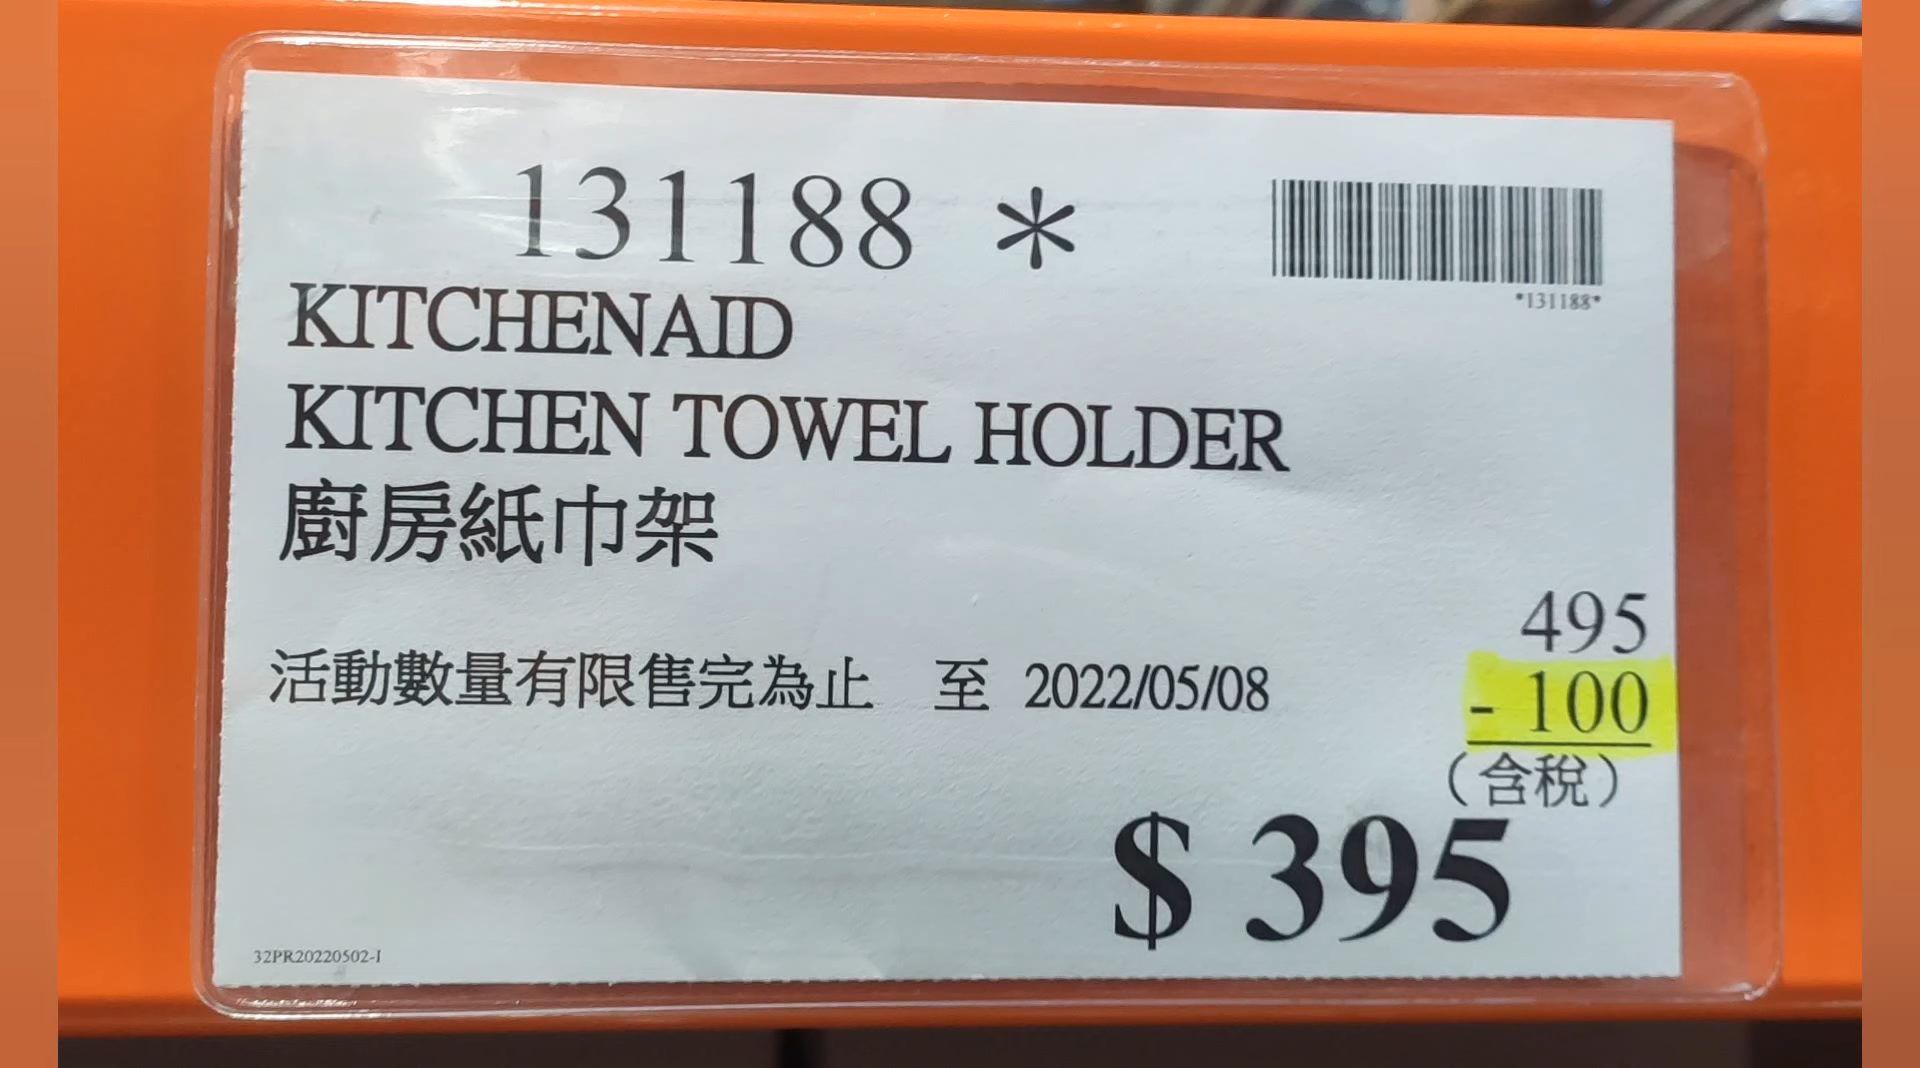 131188 *
*131188*
KITCHENAID
KITCHEN TOWEL HOLDER
廚房紙巾架
495
活動數量有限售完為止 至 2022/05/08
- 100
(含稅)
$ 395
32PR20220502-I